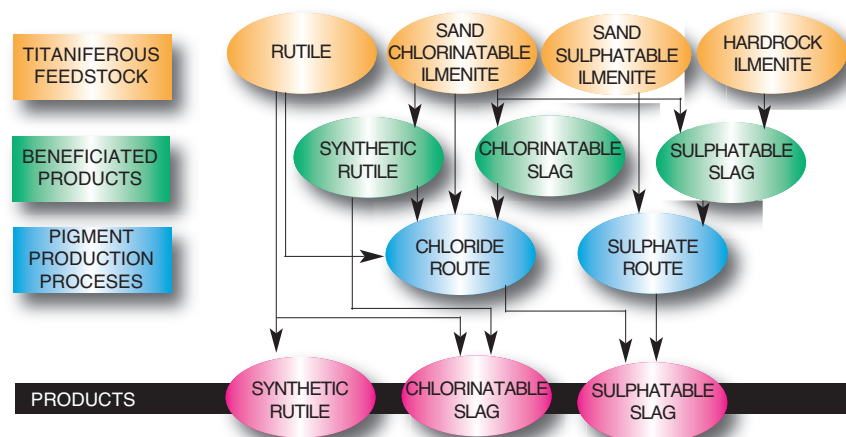 TITANIFEROUS
FEEDSTOCK
RUTILE
SAND
CHLORINATABLE
ILMENITE
SAND
SULPHATABLE
ILMENITE
HARDROCK
ILMENITE
BENEFICIATED
PRODUCTS
SYNTHETIC
RUTILE
CHLORINATABLE
SLAG
SULPHATABLE
SLAG
PIGMENT
PRODUCTION
PROCESES
CHLORIDE
ROUTE
SULPHATE
ROUTE
PRODUCTS
SYNTHETIC
RUTILE
CHLORINATABLE
SLAG
SULPHATABLE
SLAG